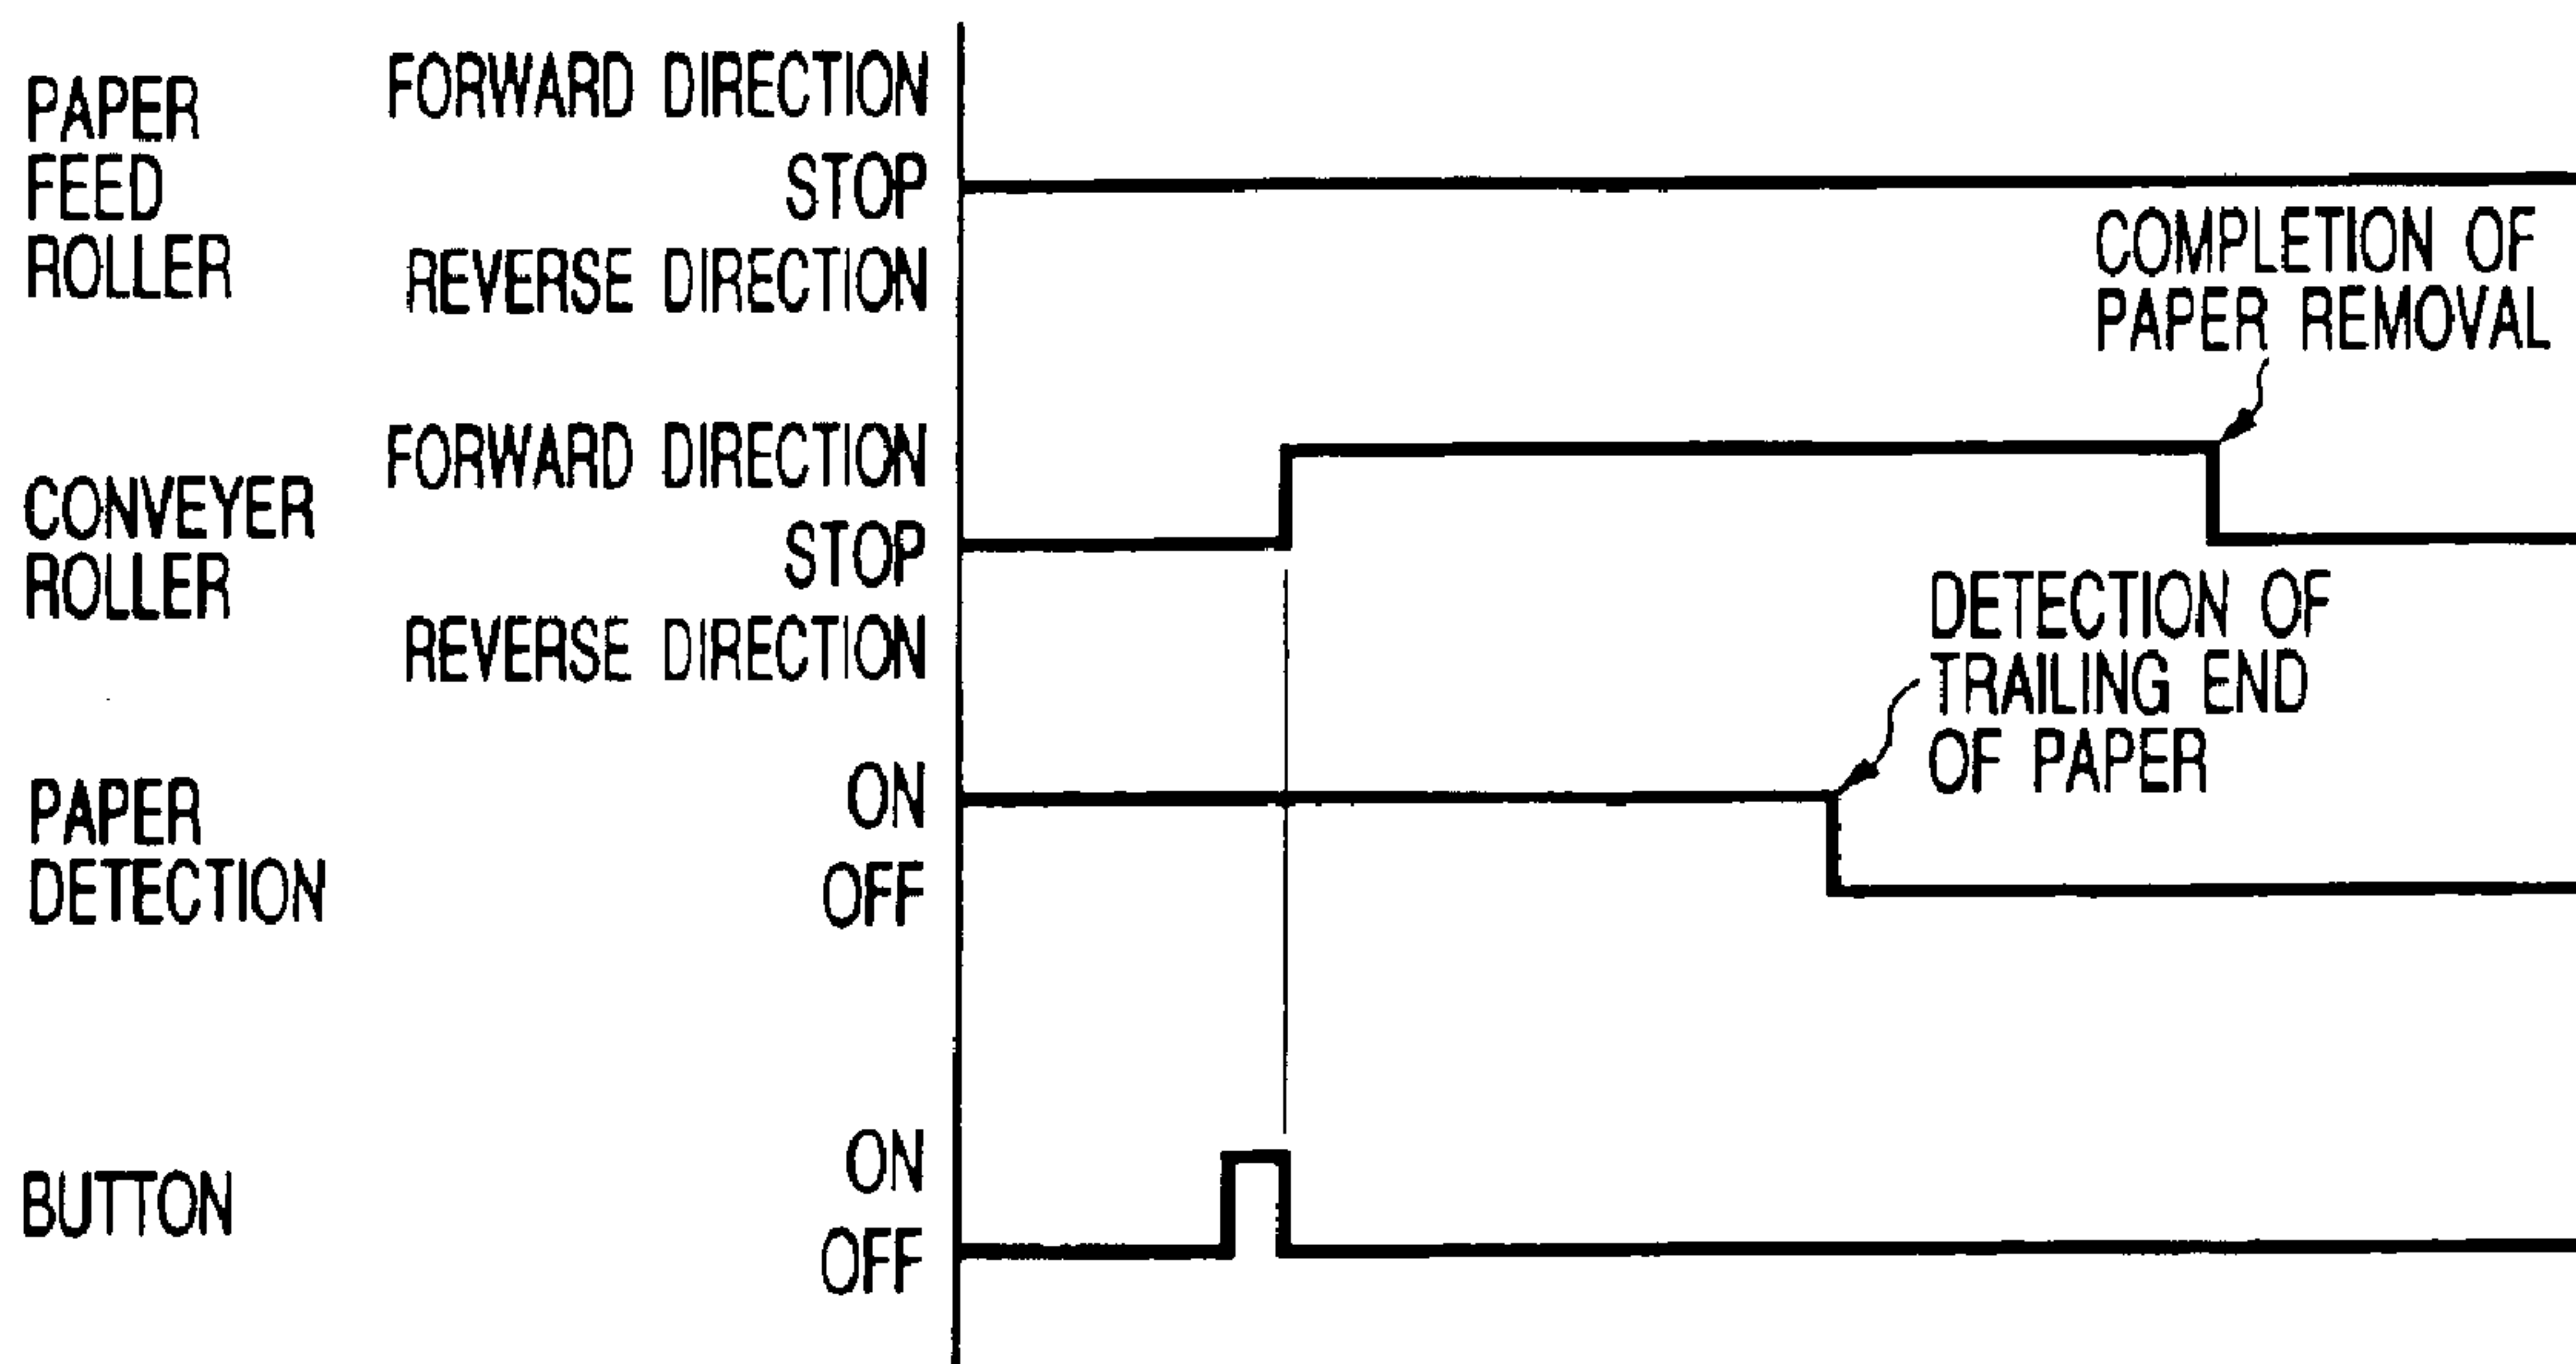 PAPER
FEED
ROLLER
FORWARD DIRECTION
STOP
REVERSE DIRECTION
COMPLETION OF
PAPER REMOVAL
CONVEYER
ROLLER
FORWARD DIRECTION
STOP
REVERSE DIRECTION
DETECTION OF
TRAILING END
OF PAPER
PAPER
DETECTION
ON
OFF
BUTTON
ON
OFF